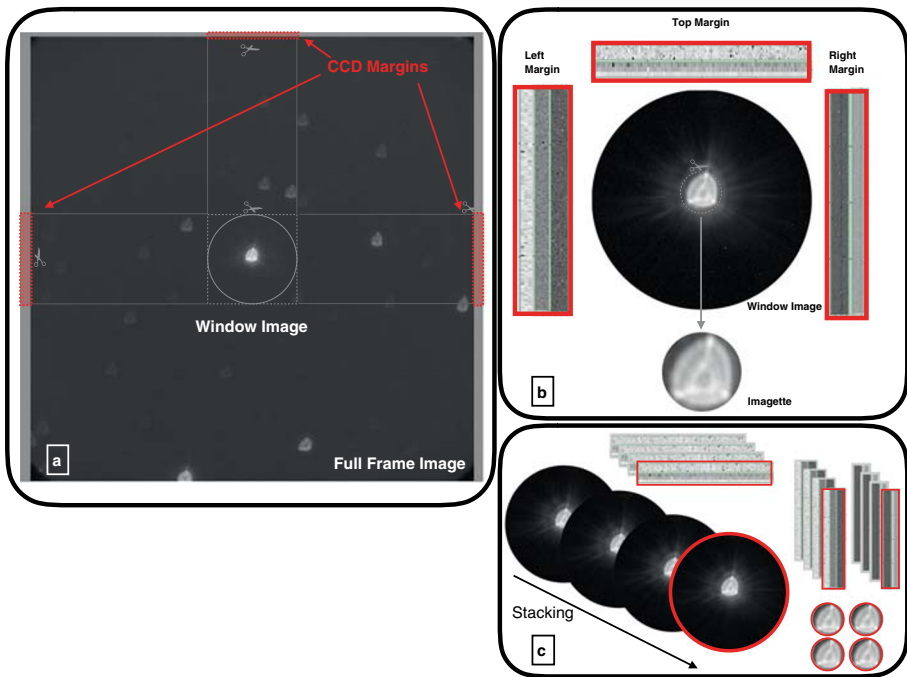 CCD Margins
Window Image
a
Full Frame Image
Top Margin
Left
Margin
Right
Margin
Window Image
b
Imagette
Stacking
c